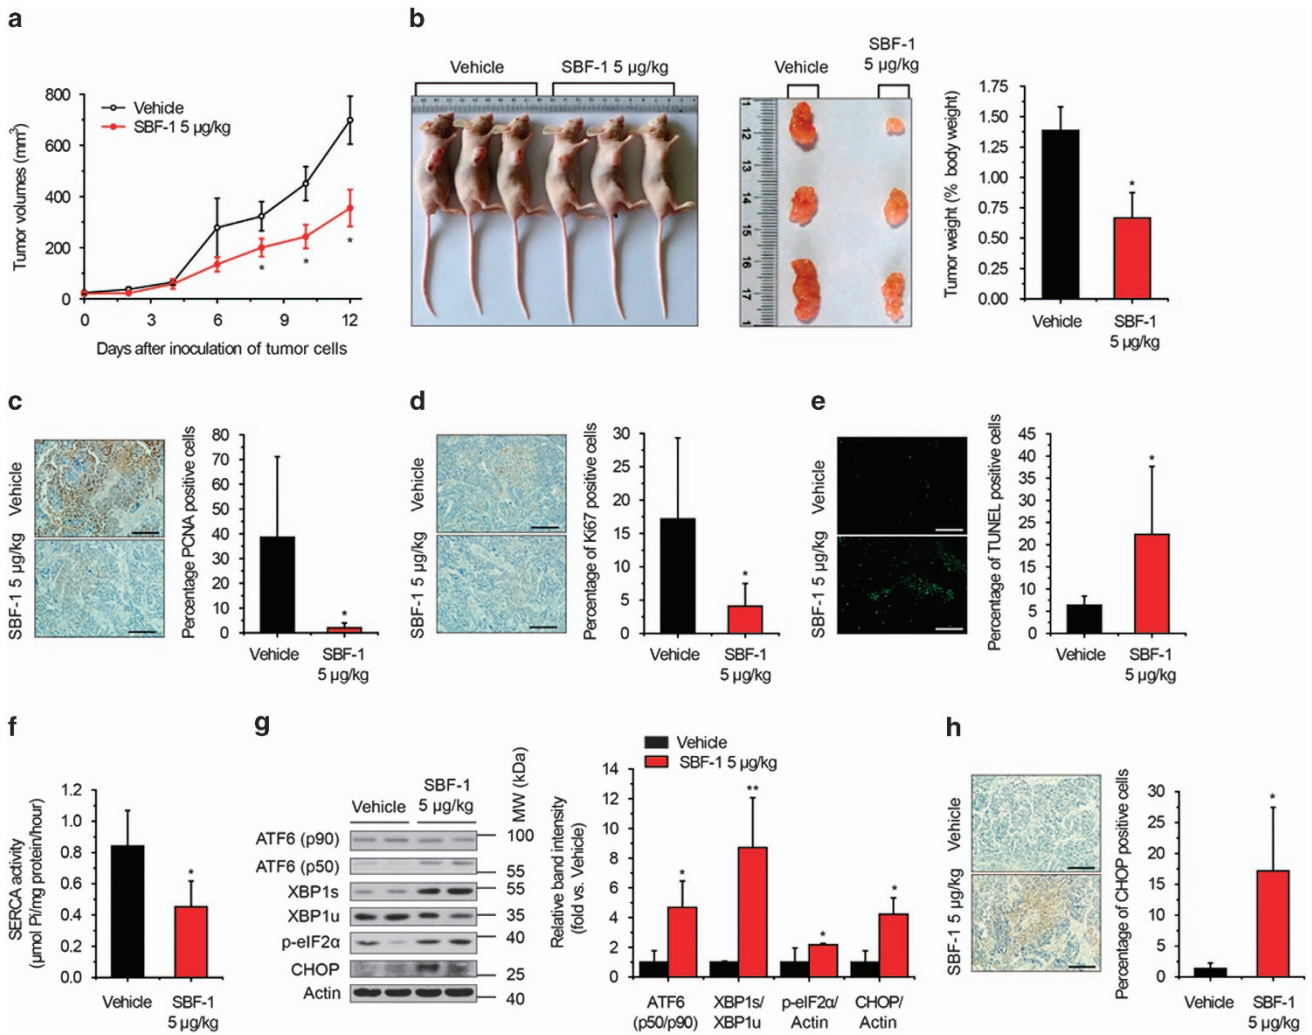 a
Tumor volumes (mm³)
800
600
400
200
0
Vehicle
SBF-1 5 µg/kg
0 3 6 9 12
*
*
*
Days after inoculation of tumor cells
b
Vehicle
SBF-1 5 µg/kg
Vehicle
SBF-1
5 µg/kg
11
12
13
14
15
16
17
1
Tumor weight (% body weight)
1.75
1.50
1.25
1.00
0.75
0.50
0.25
0.00
*
Vehicle
SBF-1
5 µg/kg
c
Vehicle
SBF-1 5 µg/kg
Percentage PCNA positive cells
80
70
60
50
40
30
20
10
0
*
Vehicle
SBF-1
5 µg/kg
d
Vehicle
SBF-1 5 µg/kg
Percentage of Ki67 positive cells
30
25
20
15
10
5
0
*
Vehicle
SBF-1
5 µg/kg
e
Vehicle
SBF-1 5 µg/kg
Percentage of TUNEL positive cells
45
40
35
30
25
20
15
10
5
0
*
Vehicle
SBF-1
5 µg/kg
f
SERCA activity
(µmol Pi/mg protein/hour)
1.2
1.0
0.8
0.6
0.4
0.2
0.0
*
Vehicle
SBF-1
5 µg/kg
g
Vehicle
SBF-1
5 µg/kg
MW (kDa)
ATF6 (p90)
100
ATF6 (p50)
55
XBP1s
55
XBP1u
35
p-eIF2α
40
CHOP
25
Actin
40
Vehicle
SBF-1 5 µg/kg
Relative band intensity
(fold vs. Vehicle)
14
12
10
8
6
4
2
0
*
**
*
*
ATF6
(p50/p90)
XBP1s/
XBP1u
p-eIF2α/
Actin
CHOP/
Actin
h
Vehicle
SBF-1 5 µg/kg
Percentage of CHOP positive cells
30
25
20
15
10
5
0
*
Vehicle
SBF-1
5 µg/kg